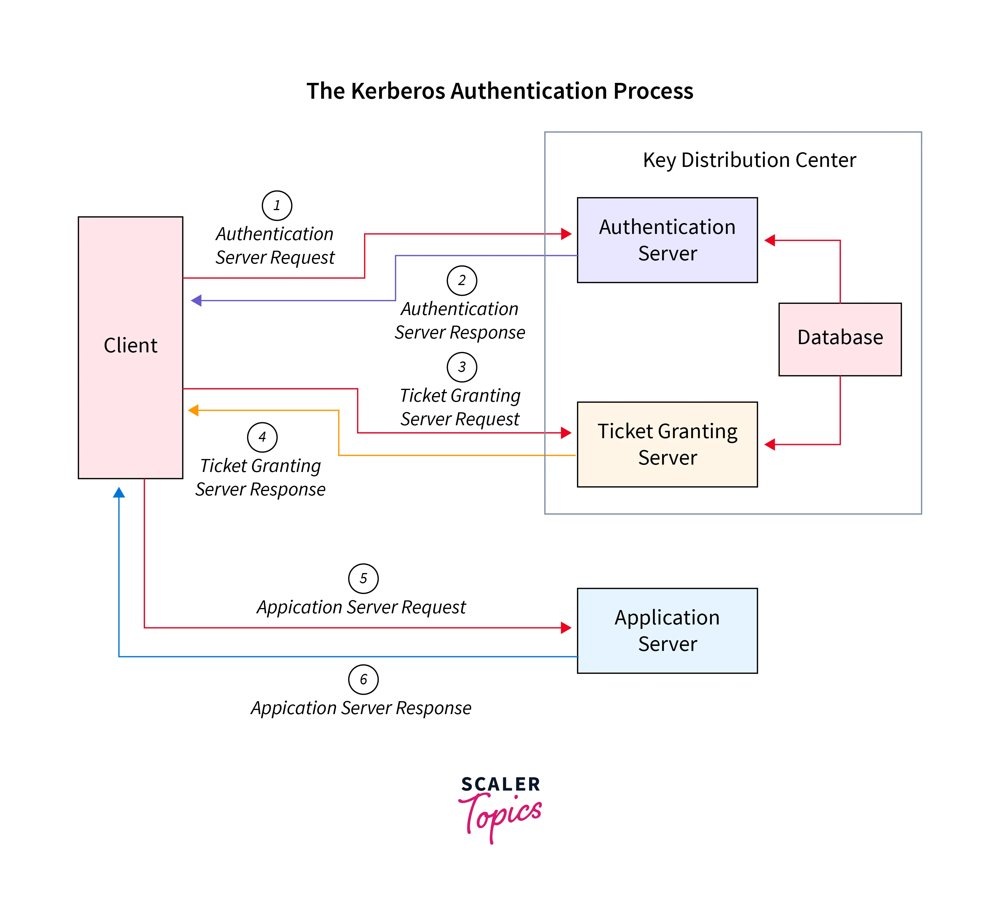 The Kerberos Authentication Process
Key Distribution Center
1
Authentication
Server Request
Authentication
Server
2
Authentication
Server Response
Client
Database
3
Ticket Granting
Server Request
Ticket Granting
Server
4
Ticket Granting
Server Response
5
Appication Server Request
Application
Server
6
Appication Server Response
SCALER
Topics